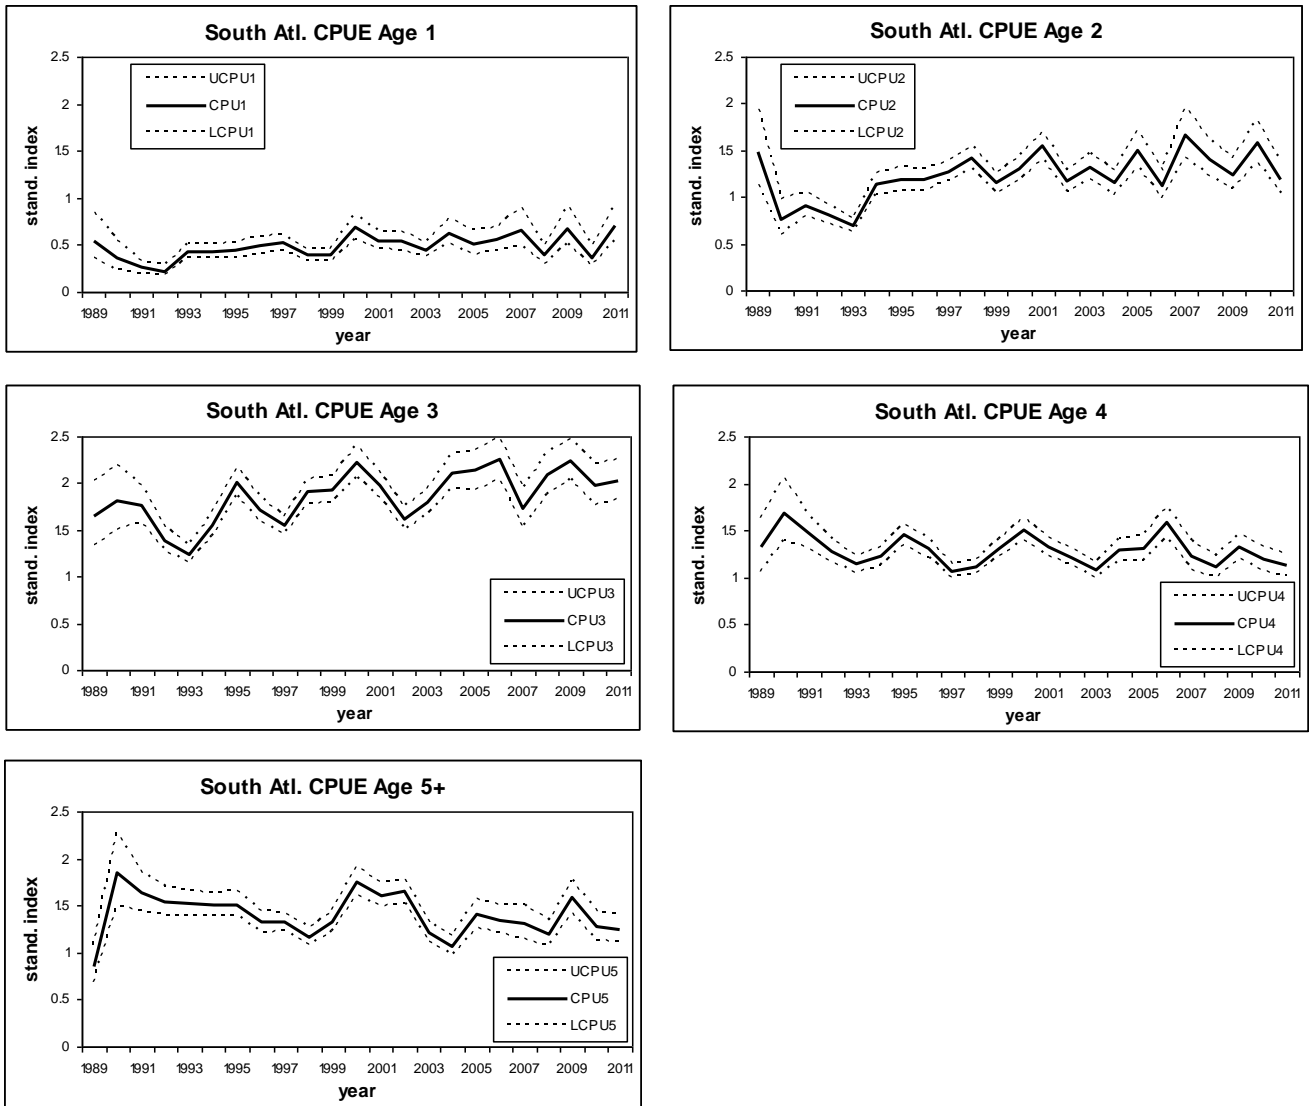 South Atl. CPUE Age 1
2.5
2
1.5
1
0.5
0
stand. index
UCPU1
CPU1
LCPU1
1989 1991 1993 1995 1997 1999 2001 2003 2005 2007 2009 2011
year
South Atl. CPUE Age 2
2.5
2
1.5
1
0.5
0
stand. index
UCPU2
CPU2
LCPU2
1989 1991 1993 1995 1997 1999 2001 2003 2005 2007 2009 2011
year
South Atl. CPUE Age 3
2.5
2
1.5
1
0.5
0
stand. index
UCPU3
CPU3
LCPU3
1989 1991 1993 1995 1997 1999 2001 2003 2005 2007 2009 2011
year
South Atl. CPUE Age 4
2.5
2
1.5
1
0.5
0
stand. index
UCPU4
CPU4
LCPU4
1989 1991 1993 1995 1997 1999 2001 2003 2005 2007 2009 2011
year
South Atl. CPUE Age 5+
2.5
2
1.5
1
0.5
0
stand. index
UCPU5
CPU5
LCPU5
1989 1991 1993 1995 1997 1999 2001 2003 2005 2007 2009 2011
year